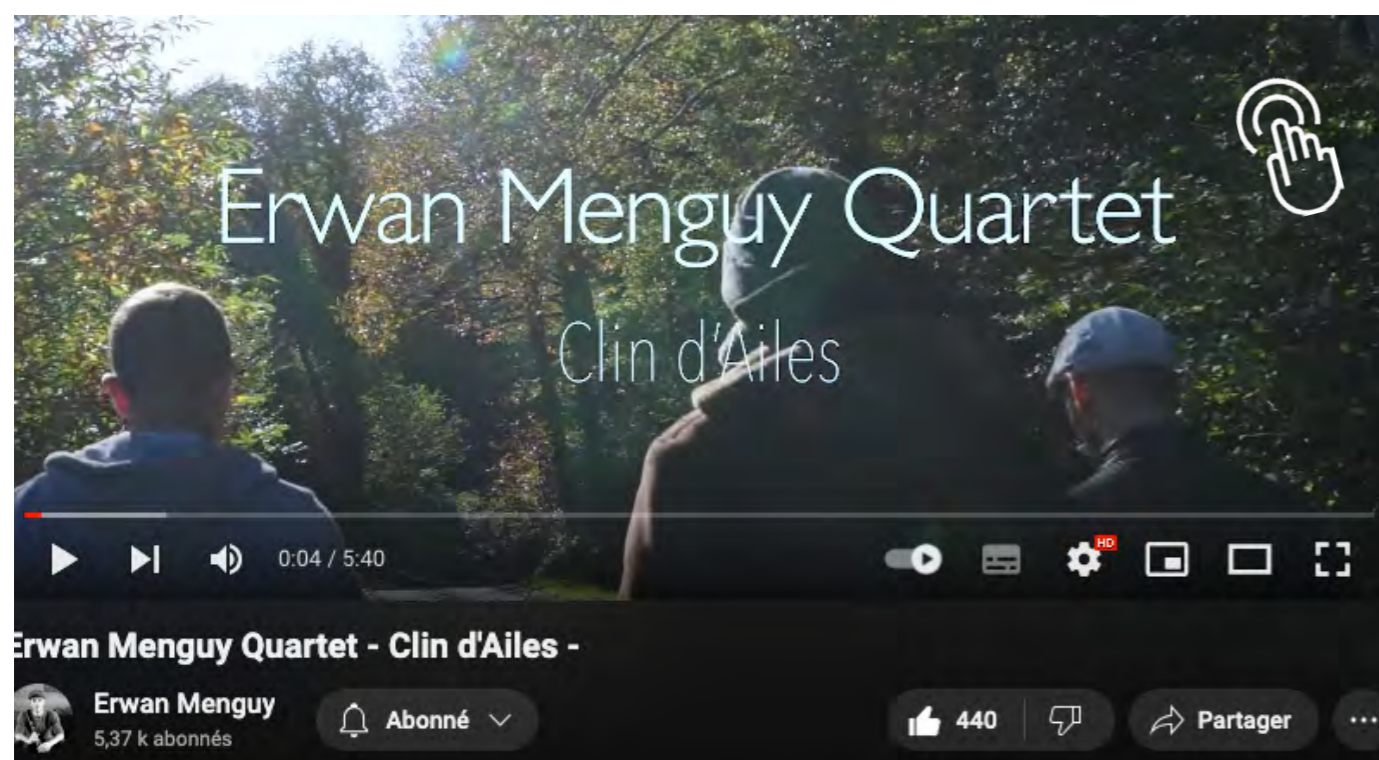 Erwan Menguy Quartet
Clin d'Ailes
0:04 / 5:40
HD
Erwan Menguy Quartet - Clin d'Ailes -
Erwan Menguy
5,37 k abonnés
Abonné
440
Partager